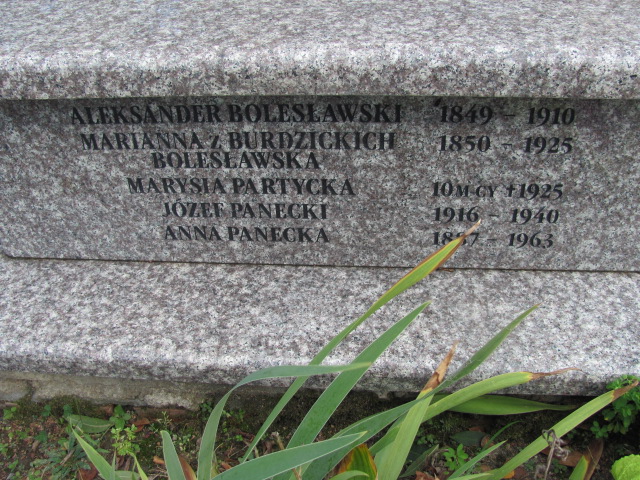 ALEKSANDER BOLESŁAWSKI 1849 - 1910
MARIANNA Z BURDZICKICH 1850 - 1925
BOLESŁAWSKA
MARYSIA PARTYCKA 10 M-CY †1925
JÓZEF PANECKI 1916 - 1940
ANNA PANECKA - 1963